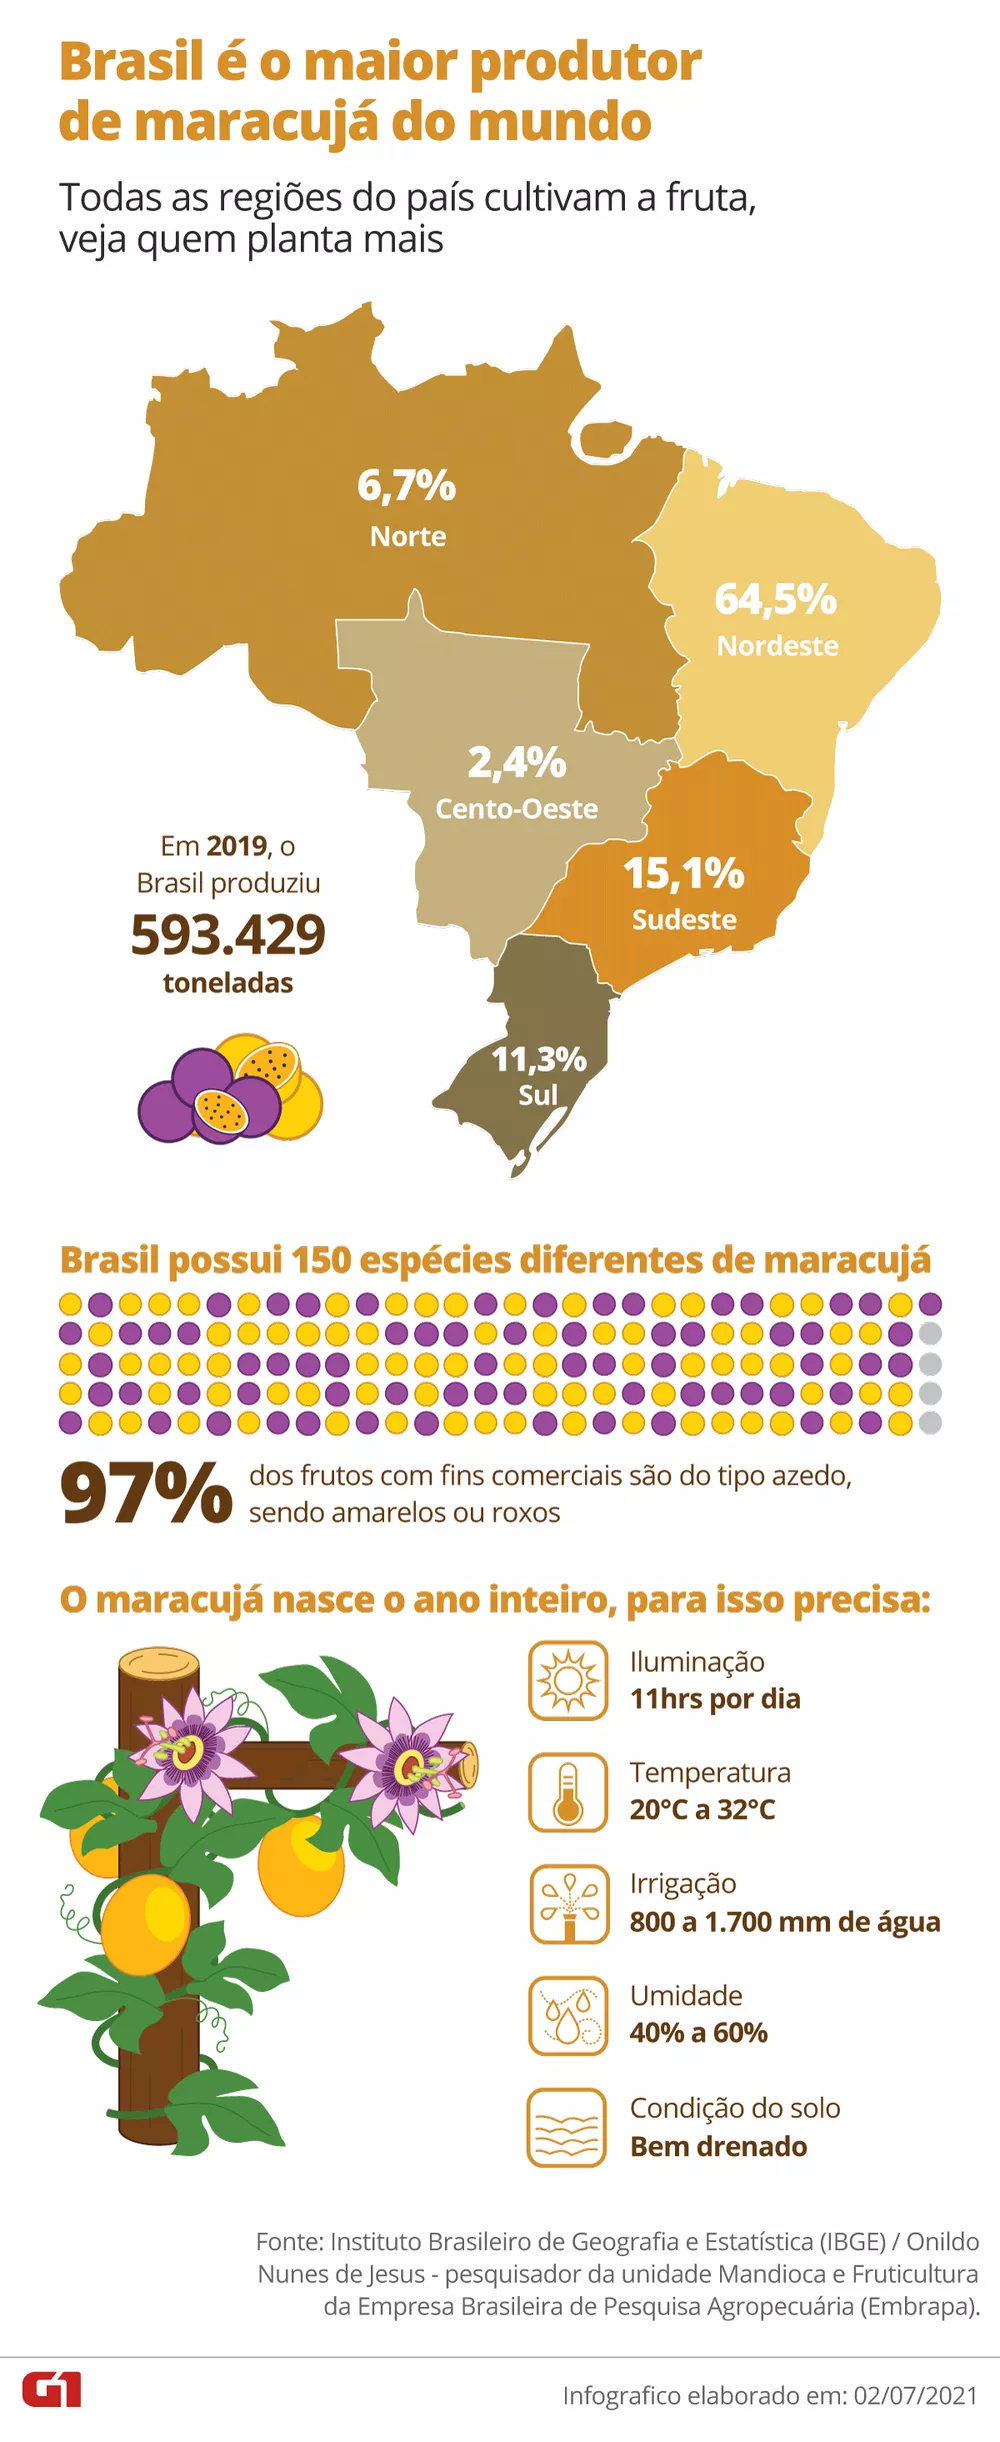 Brasil é o maior produtor
de maracujá do mundo
Todas as regiões do país cultivam a fruta,
veja quem planta mais
6,7%
Norte
64,5%
Nordeste
2,4%
Cento-Oeste
15,1%
Sudeste
11,3%
Sul
Em 2019, o
Brasil produziu
593.429
toneladas
Brasil possui 150 espécies diferentes de maracujá
97%
dos frutos com fins comerciais são do tipo azedo,
sendo amarelos ou roxos
O maracujá nasce o ano inteiro, para isso precisa:
Iluminação
11hrs por dia
Temperatura
20°C a 32°C
Irrigação
800 a 1.700 mm de água
Umidade
40% a 60%
Condição do solo
Bem drenado
Fonte: Instituto Brasileiro de Geografia e Estatística (IBGE) / Onildo
Nunes de Jesus - pesquisador da unidade Mandioca e Fruticultura
da Empresa Brasileira de Pesquisa Agropecuária (Embrapa).
G1
Infografico elaborado em: 02/07/2021